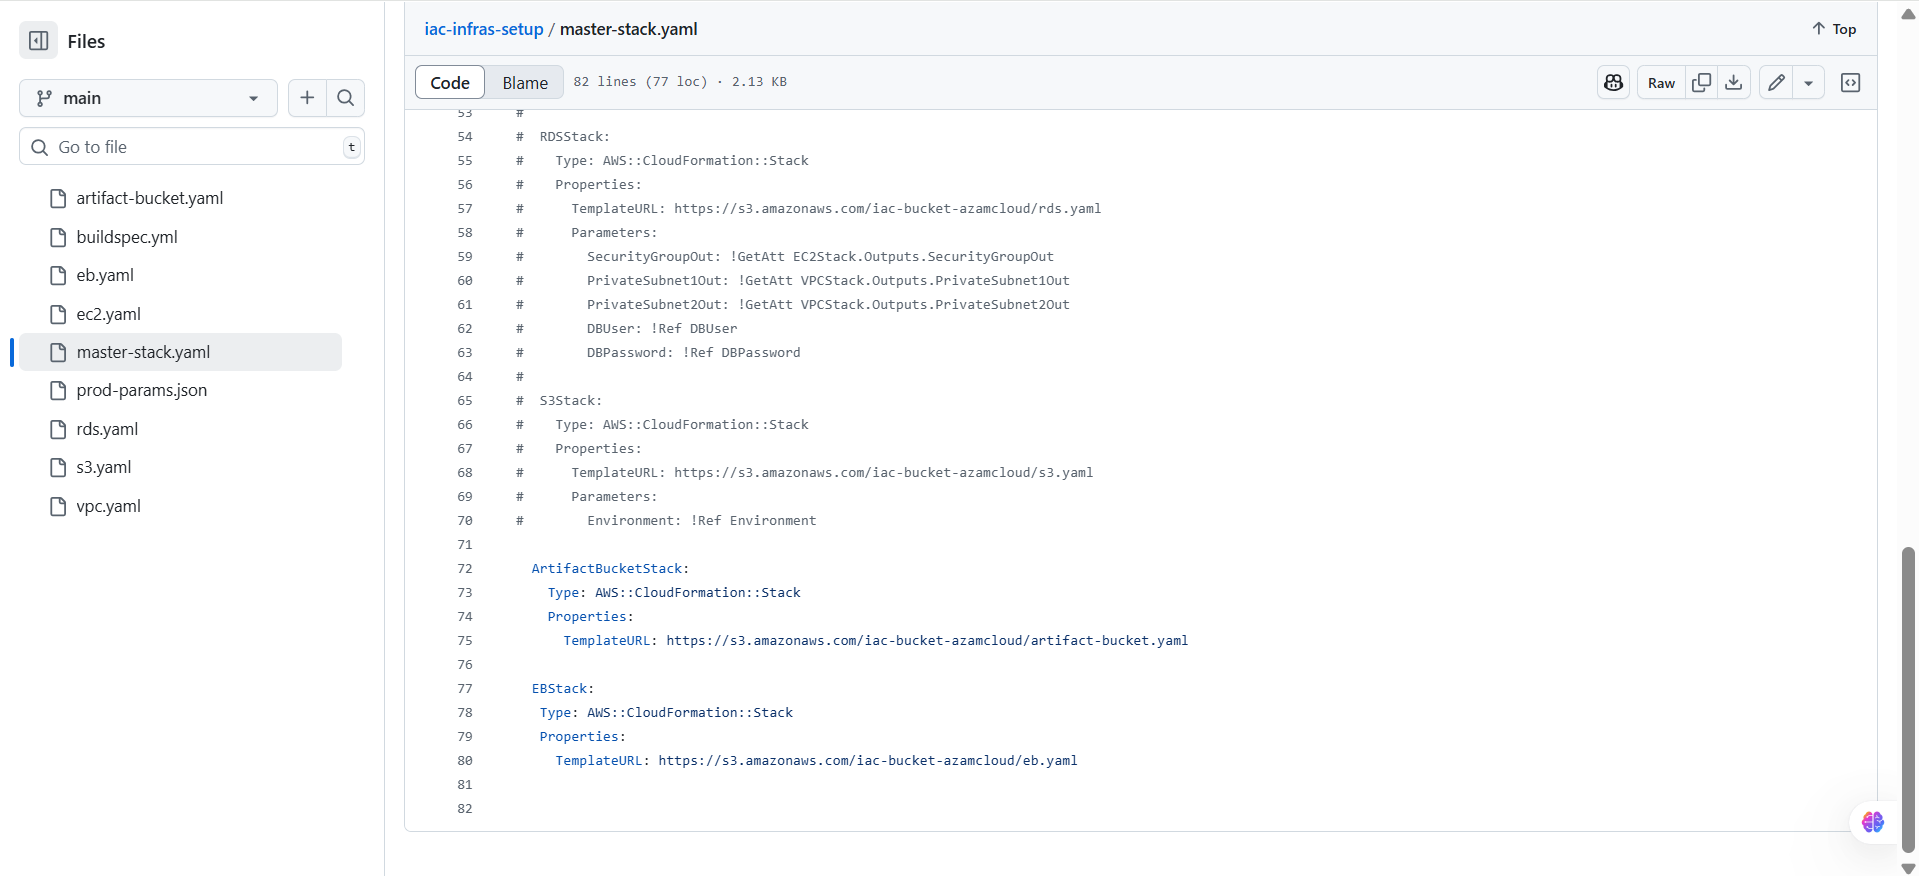 Files
main
Go to file
t
artifact-bucket.yaml
buildspec.yml
eb.yaml
ec2.yaml
master-stack.yaml
prod-params.json
rds.yaml
s3.yaml
vpc.yaml
iac-infras-setup / master-stack.yaml
Top
Code
Blame
82 lines (77 loc) · 2.13 KB
Raw
53 #
54 #  RDSStack:
55 #    Type: AWS::CloudFormation::Stack
56 #    Properties:
57 #      TemplateURL: https://s3.amazonaws.com/iac-bucket-azamcloud/rds.yaml
58 #      Parameters:
59 #        SecurityGroupOut: !GetAtt EC2Stack.Outputs.SecurityGroupOut
60 #        PrivateSubnet1Out: !GetAtt VPCStack.Outputs.PrivateSubnet1Out
61 #        PrivateSubnet2Out: !GetAtt VPCStack.Outputs.PrivateSubnet2Out
62 #        DBUser: !Ref DBUser
63 #        DBPassword: !Ref DBPassword
64 #
65 #  S3Stack:
66 #    Type: AWS::CloudFormation::Stack
67 #    Properties:
68 #      TemplateURL: https://s3.amazonaws.com/iac-bucket-azamcloud/s3.yaml
69 #      Parameters:
70 #        Environment: !Ref Environment
71
72   ArtifactBucketStack:
73     Type: AWS::CloudFormation::Stack
74     Properties:
75       TemplateURL: https://s3.amazonaws.com/iac-bucket-azamcloud/artifact-bucket.yaml
76
77   EBStack:
78    Type: AWS::CloudFormation::Stack
79    Properties:
80      TemplateURL: https://s3.amazonaws.com/iac-bucket-azamcloud/eb.yaml
81
82